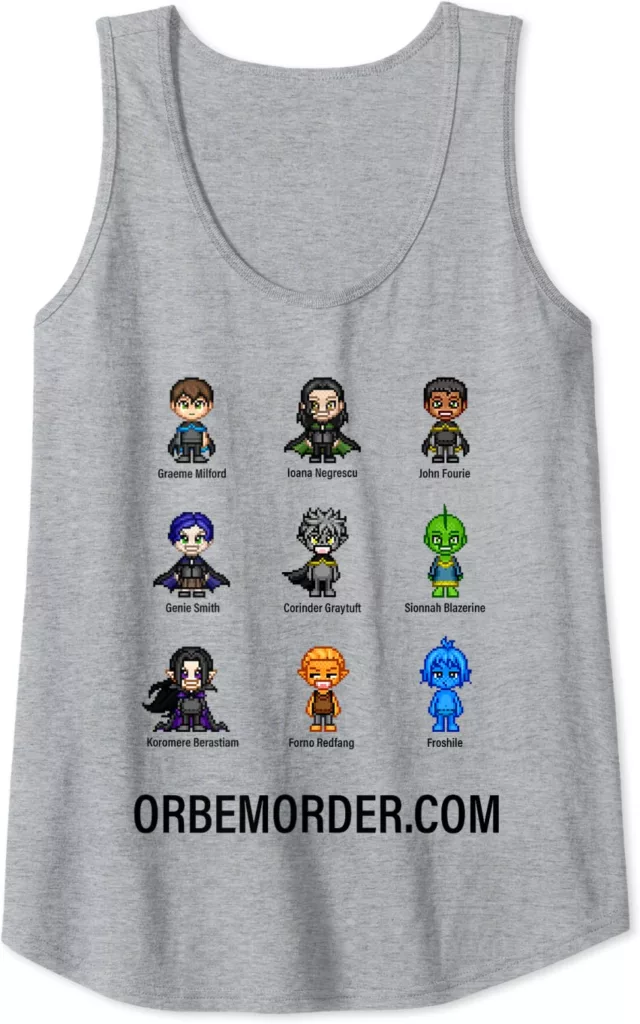 Graeme Milford
Ioana Negrescu
John Fourie
Genie Smith
Corinder Graytuft
Sionnah Blazerine
Koromere Berastiam
Forno Redfang
Froshile
ORBEMORDER.COM